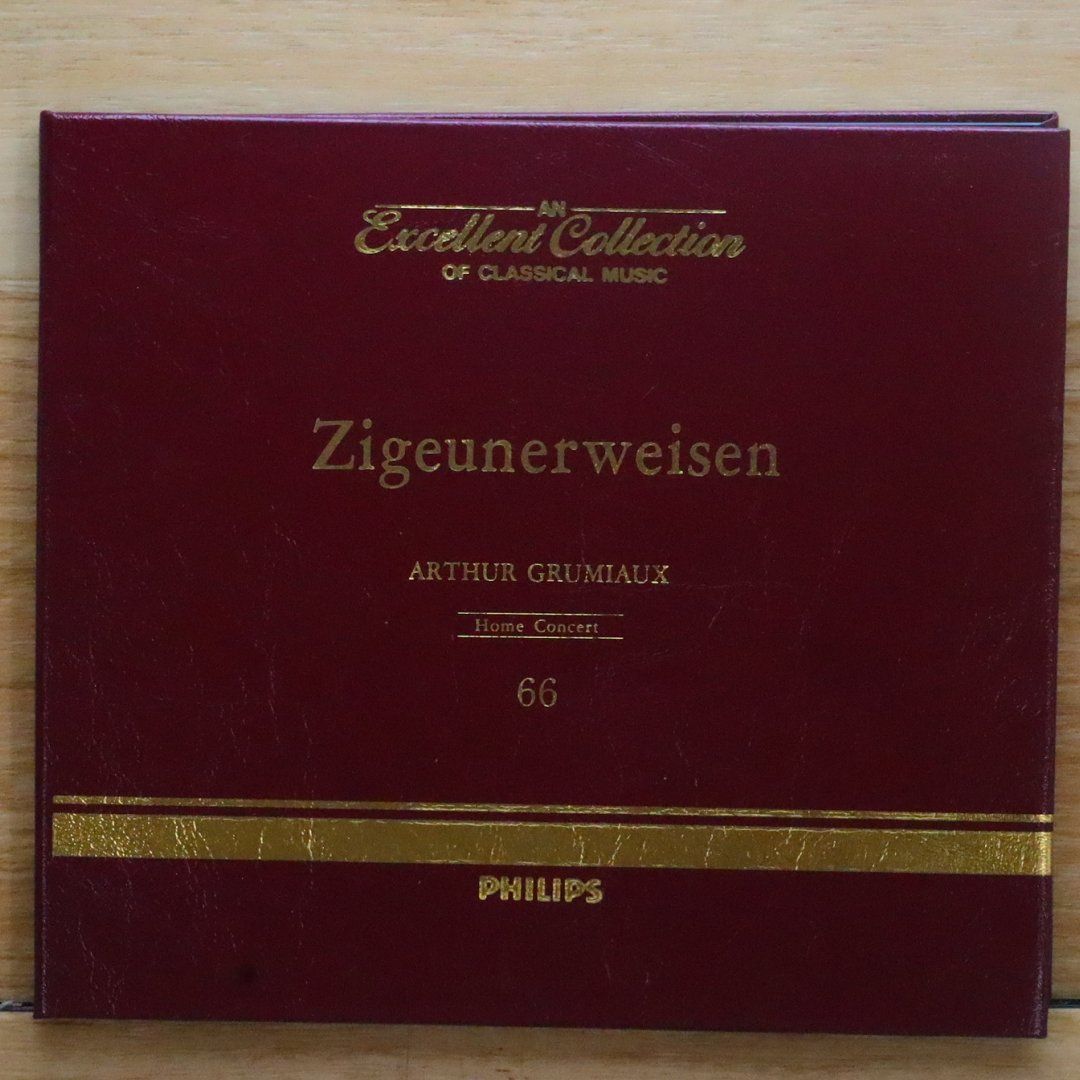 AN
Excellent Collection
OF CLASSICAL MUSIC
Zigeunerweisen
ARTHUR GRUMIAUX
Home Concert
66
PHILIPS